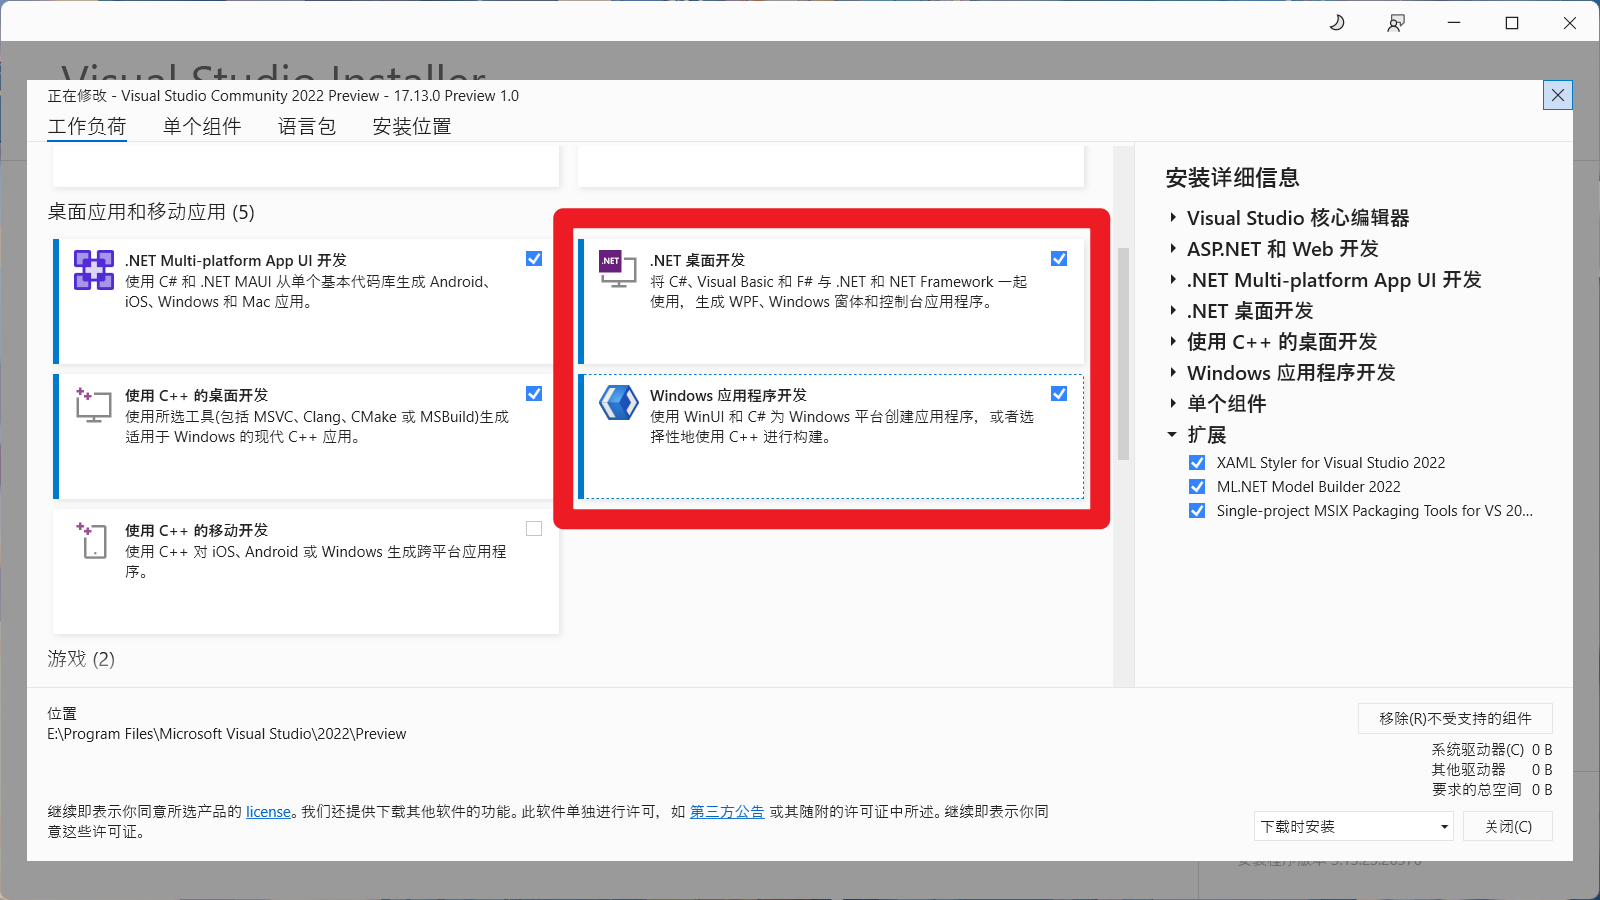 Visual Studio Installer
正在修改 - Visual Studio Community 2022 Preview - 17.13.0 Preview 1.0
工作负荷 单个组件 语言包 安装位置
桌面应用和移动应用 (5)
.NET Multi-platform App UI 开发
使用 C# 和 .NET MAUI 从单个基本代码库生成 Android、
iOS、Windows 和 Mac 应用。
.NET
.NET 桌面开发
将 C#、Visual Basic 和 F# 与 .NET 和 NET Framework 一起
使用，生成 WPF、Windows 窗体和控制台应用程序。
使用 C++ 的桌面开发
使用所选工具(包括 MSVC、Clang、CMake 或 MSBuild)生成
适用于 Windows 的现代 C++ 应用。
Windows 应用程序开发
使用 WinUI 和 C# 为 Windows 平台创建应用程序，或者选
择性地使用 C++ 进行构建。
使用 C++ 的移动开发
使用 C++ 对 iOS、Android 或 Windows 生成跨平台应用程
序。
游戏 (2)
安装详细信息
Visual Studio 核心编辑器
ASP.NET 和 Web 开发
.NET Multi-platform App UI 开发
.NET 桌面开发
使用 C++ 的桌面开发
Windows 应用程序开发
单个组件
扩展
XAML Styler for Visual Studio 2022
ML.NET Model Builder 2022
Single-project MSIX Packaging Tools for VS 20...
位置
E:\Program Files\Microsoft Visual Studio\2022\Preview
移除(R)不受支持的组件
系统驱动器(C) 0 B
其他驱动器 0 B
要求的总空间 0 B
继续即表示你同意所选产品的 license。我们还提供下载其他软件的功能。此软件单独进行许可，如 第三方公告 或其随附的许可证中所述。继续即表示你同
意这些许可证。
下载时安装
关闭(C)